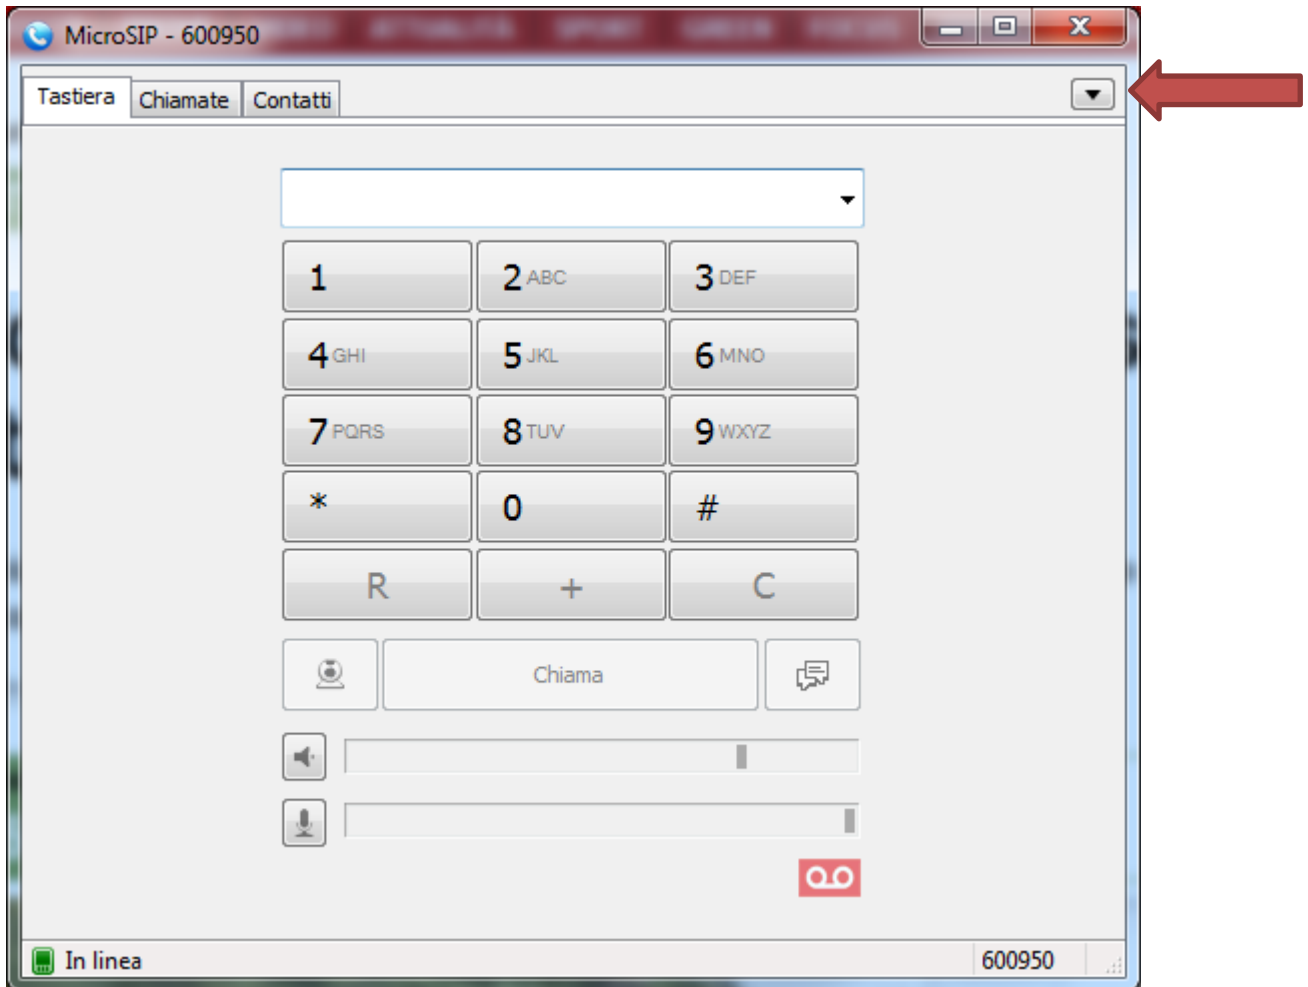 MicroSIP - 600950
Tastiera Chiamate Contatti
1 2 ABC 3 DEF
4 GHI 5 JKL 6 MNO
7 PQRS 8 TUV 9 WXYZ
* 0 #
R + C
Chiama
In linea 600950